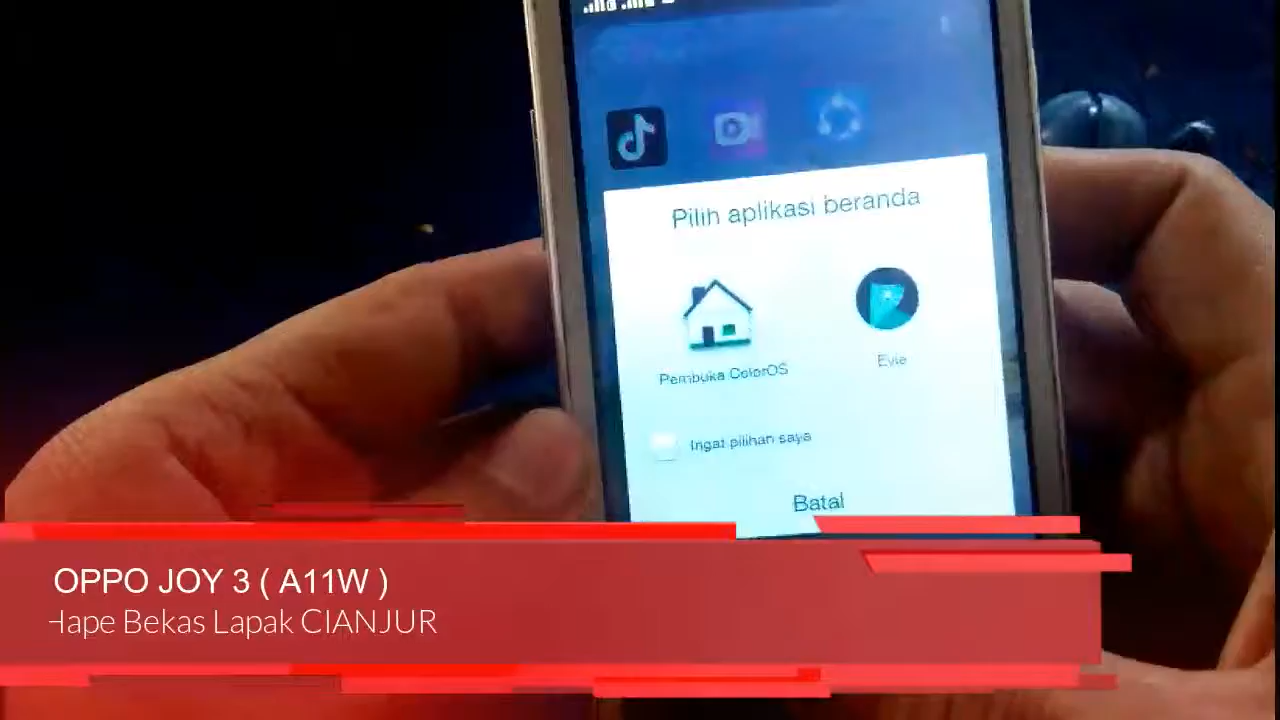 Pilih aplikasi beranda
Pembuka ColorOS
Evie
Ingat pilihan saya
Batal
OPPO JOY 3 ( A11W )
Hape Bekas Lapak CIANJUR